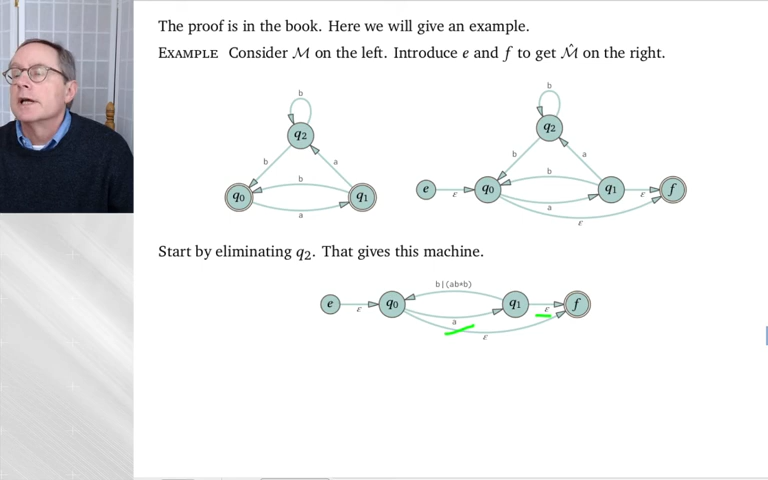 The proof is in the book. Here we will give an example.
EXAMPLE Consider M on the left. Introduce e and f to get M̂ on the right.
b
q2
b
a
b
q0
q1
a
b
q2
b
a
b
e
ε
q0
q1
ε
f
a
ε
Start by eliminating q2. That gives this machine.
b|(ab*b)
e
ε
q0
q1
ε
f
a
ε